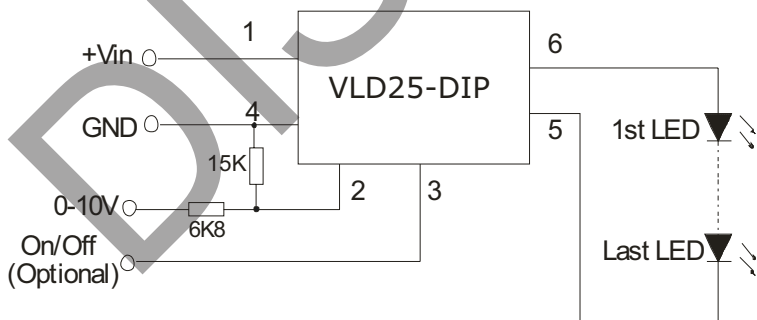 1
6
+Vin
VLD25-DIP
4
GND
5
1st LED
15K
2
3
0-10V
6K8
On/Off
(Optional)
Last LED